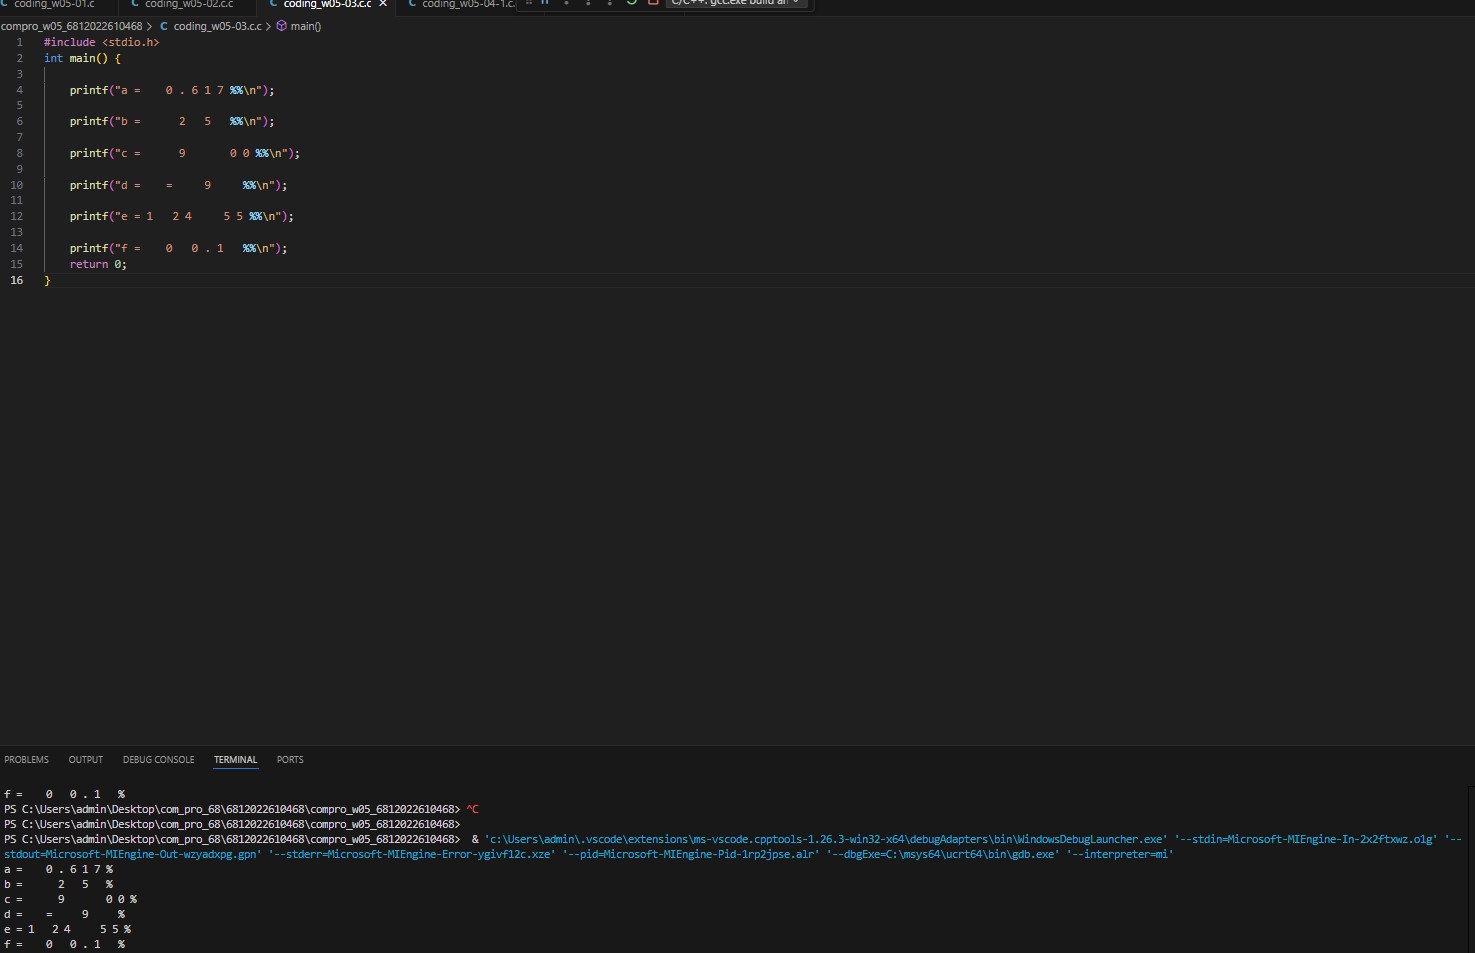 coding_w05-01.c coding_w05-02.c.c coding_w05-03.c.c coding_w05-04-1.c. C/C++: gcc.exe build an
compro_w05_6812022610468 > C coding_w05-03.c.c > main()
1 #include <stdio.h>
2 int main() {
3
4     printf("a =    0 . 6 1 7 %%\n");
5
6     printf("b =      2   5   %%\n");
7
8     printf("c =      9       0 0 %%\n");
9
10     printf("d =    =     9     %%\n");
11
12     printf("e = 1   2 4     5 5 %%\n");
13
14     printf("f =    0   0 . 1   %%\n");
15     return 0;
16 }
PROBLEMS OUTPUT DEBUG CONSOLE TERMINAL PORTS
f =    0   0 . 1   %
PS C:\Users\admin\Desktop\com_pro_68\6812022610468\compro_w05_6812022610468> ^C
PS C:\Users\admin\Desktop\com_pro_68\6812022610468\compro_w05_6812022610468>
PS C:\Users\admin\Desktop\com_pro_68\6812022610468\compro_w05_6812022610468>  & 'c:\Users\admin\.vscode\extensions\ms-vscode.cpptools-1.26.3-win32-x64\debugAdapters\bin\WindowsDebugLauncher.exe' '--stdin=Microsoft-MIEngine-In-2x2ftxwz.o1g' '--
stdout=Microsoft-MIEngine-Out-wzyadxpg.gpn' '--stderr=Microsoft-MIEngine-Error-ygivf12c.xze' '--pid=Microsoft-MIEngine-Pid-1rp2jpse.alr' '--dbgExe=C:\msys64\ucrt64\bin\gdb.exe' '--interpreter=mi'
a =    0 . 6 1 7 %
b =      2   5   %
c =      9       0 0 %
d =    =     9     %
e = 1   2 4     5 5 %
f =    0   0 . 1   %